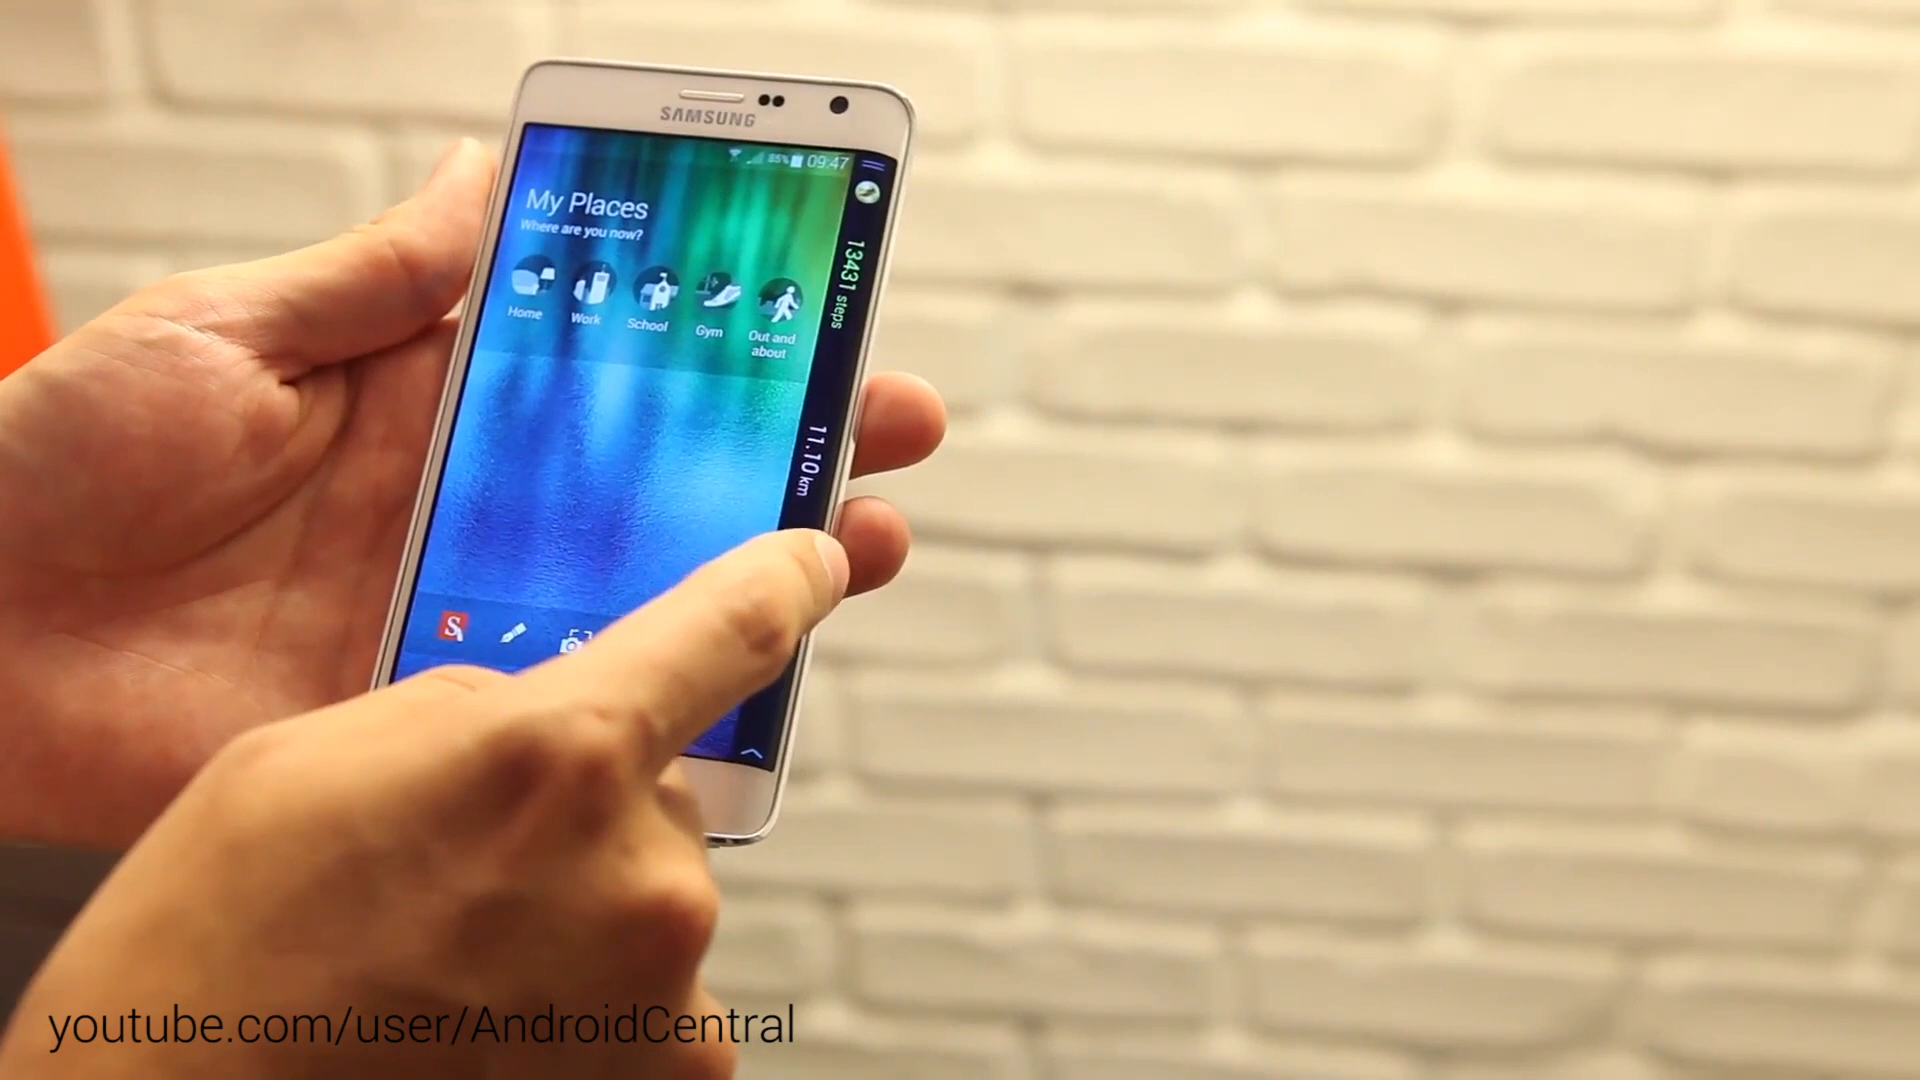 SAMSUNG
85% 09:47
My Places
Where are you now?
Home
Work
School
Gym
Out and
about
13431 steps
11.10 km
S
youtube.com/user/AndroidCentral